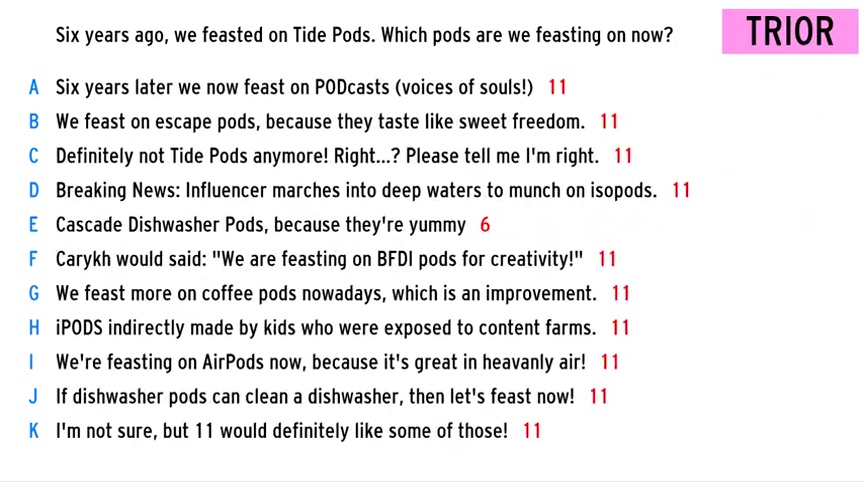 Six years ago, we feasted on Tide Pods. Which pods are we feasting on now?
TRIOR
A Six years later we now feast on PODcasts (voices of souls!) 11
B We feast on escape pods, because they taste like sweet freedom. 11
C Definitely not Tide Pods anymore! Right...? Please tell me I'm right. 11
D Breaking News: Influencer marches into deep waters to munch on isopods. 11
E Cascade Dishwasher Pods, because they're yummy 6
F Carykh would said: "We are feasting on BFDI pods for creativity!" 11
G We feast more on coffee pods nowadays, which is an improvement. 11
H iPODS indirectly made by kids who were exposed to content farms. 11
I We're feasting on AirPods now, because it's great in heavanly air! 11
J If dishwasher pods can clean a dishwasher, then let's feast now! 11
K I'm not sure, but 11 would definitely like some of those! 11